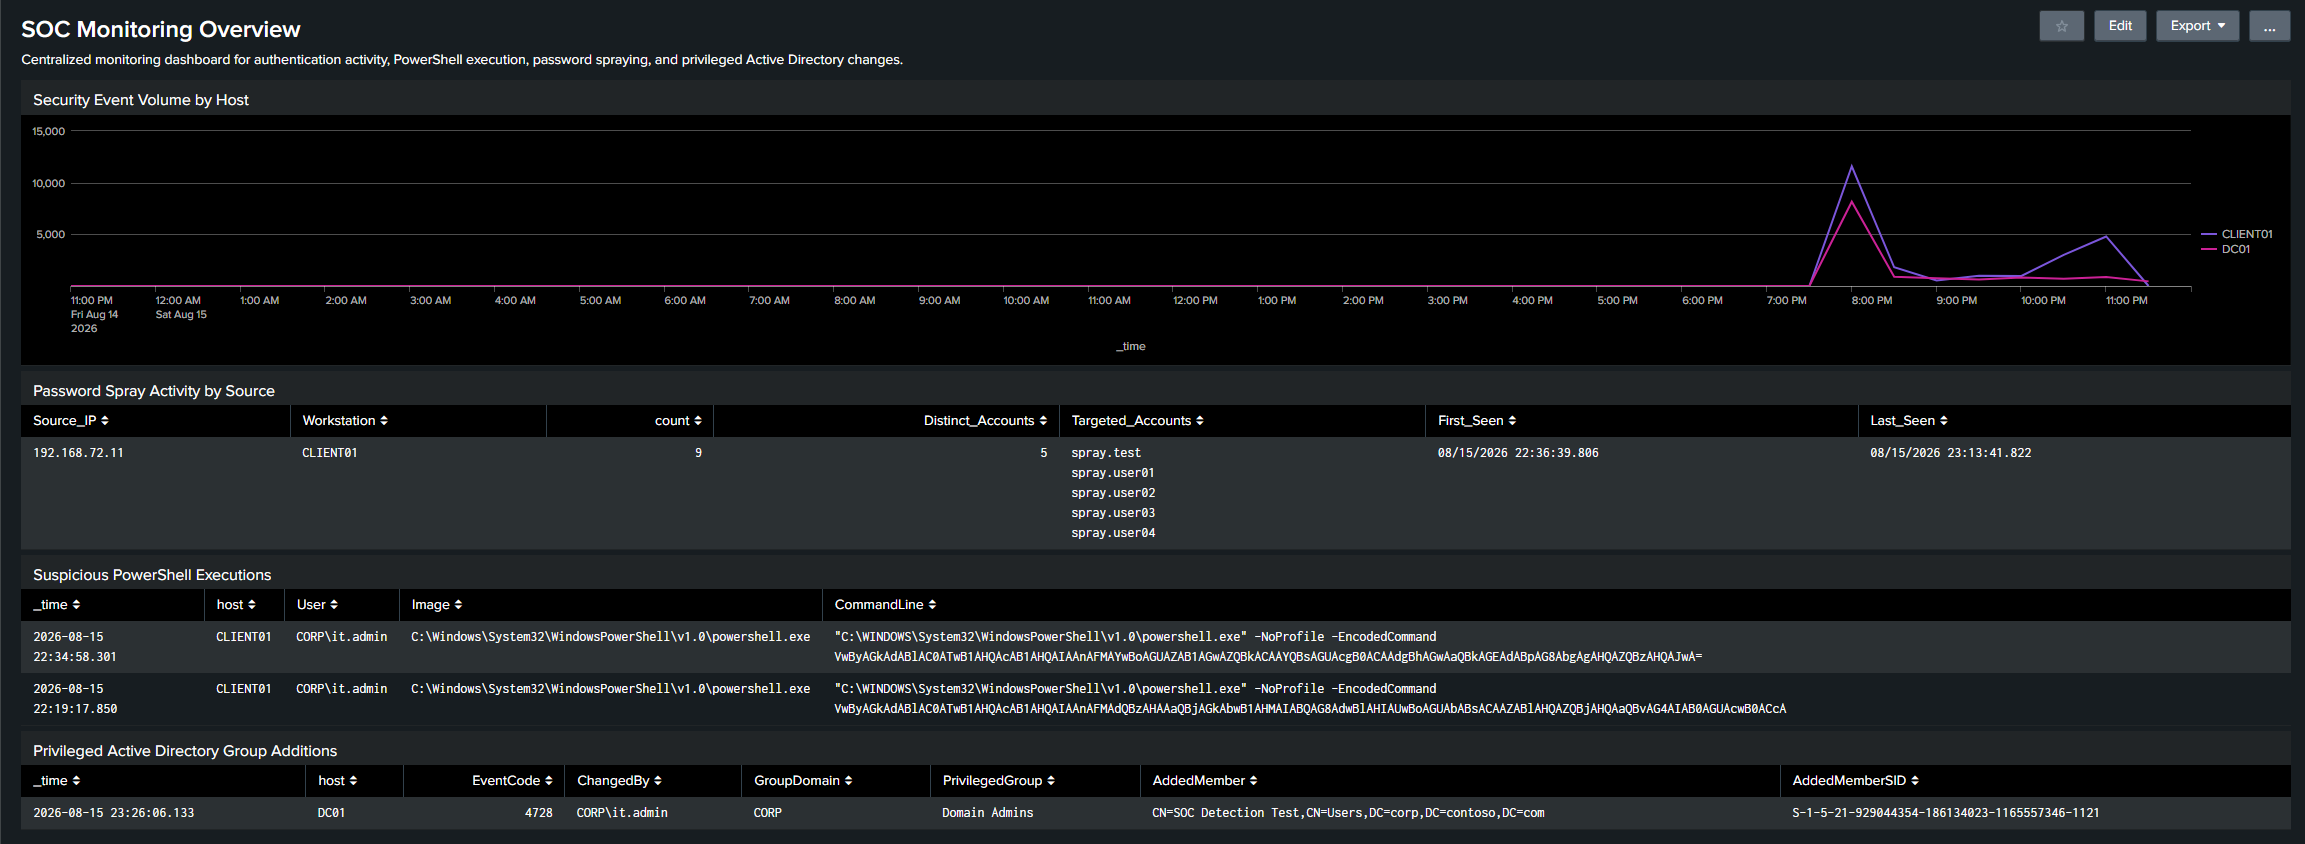 SOC Monitoring Overview
Edit
Export
...
Centralized monitoring dashboard for authentication activity, PowerShell execution, password spraying, and privileged Active Directory changes.
Security Event Volume by Host
15,000
10,000
5,000
CLIENT01
DC01
11:00 PM 12:00 AM 1:00 AM 2:00 AM 3:00 AM 4:00 AM 5:00 AM 6:00 AM 7:00 AM 8:00 AM 9:00 AM 10:00 AM 11:00 AM 12:00 PM 1:00 PM 2:00 PM 3:00 PM 4:00 PM 5:00 PM 6:00 PM 7:00 PM 8:00 PM 9:00 PM 10:00 PM 11:00 PM
Fri Aug 14 Sat Aug 15
2026
_time
Password Spray Activity by Source
Source_IP Workstation count Distinct_Accounts Targeted_Accounts First_Seen Last_Seen
192.168.72.11 CLIENT01 9 5 spray.test 08/15/2026 22:36:39.806 08/15/2026 23:13:41.822
spray.user01
spray.user02
spray.user03
spray.user04
Suspicious PowerShell Executions
_time host User Image CommandLine
2026-08-15 CLIENT01 CORP\it.admin C:\Windows\System32\WindowsPowerShell\v1.0\powershell.exe "C:\WINDOWS\System32\WindowsPowerShell\v1.0\powershell.exe" -NoProfile -EncodedCommand
22:34:58.301 VwByAGkAdABlAC0ATwB1AHQAcAB1AHQAIAAnAFMAYwBoAGUAZAB1AGwAZQBkACAAYQBsAGUAcgB0ACAAdgBhAGwAaQBkAGEAdABpAG8AbgAgAHQAZQBzAHQAJwA=
2026-08-15 CLIENT01 CORP\it.admin C:\Windows\System32\WindowsPowerShell\v1.0\powershell.exe "C:\WINDOWS\System32\WindowsPowerShell\v1.0\powershell.exe" -NoProfile -EncodedCommand
22:19:17.850 VwByAGkAdABlAC0ATwB1AHQAcAB1AHQAIAAnAFMAdQBzAHAAaQBjAGkAbwB1AHMAIABQAG8AdwBlAHIAUwBoAGUAbABsACAAZABlAHQAZQBjAHQAaQBvAG4AIAB0AGUAcwB0ACcA
Privileged Active Directory Group Additions
_time host EventCode ChangedBy GroupDomain PrivilegedGroup AddedMember AddedMemberSID
2026-08-15 23:26:06.133 DC01 4728 CORP\it.admin CORP Domain Admins CN=SOC Detection Test,CN=Users,DC=corp,DC=contoso,DC=com S-1-5-21-929044354-186134023-1165557346-1121